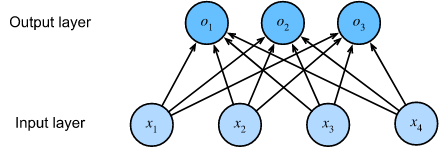 Output layer o1 o2 o3
Input layer x1 x2 x3 x4